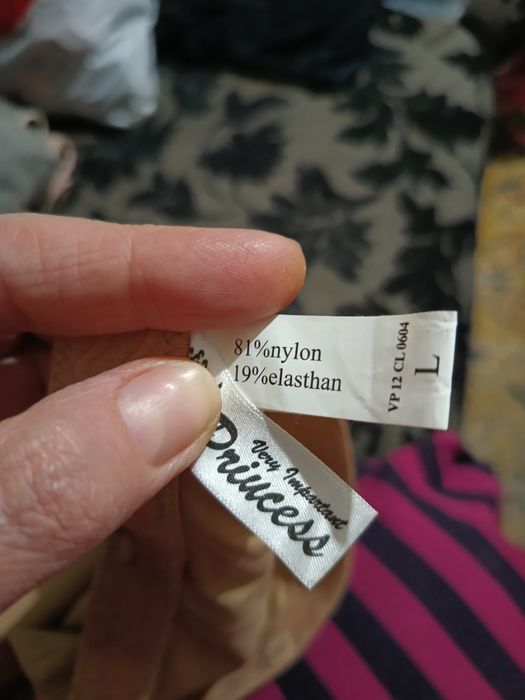 81%nylon
19%elasthan
VP 12 CL 0604
L
Very Important
Princess